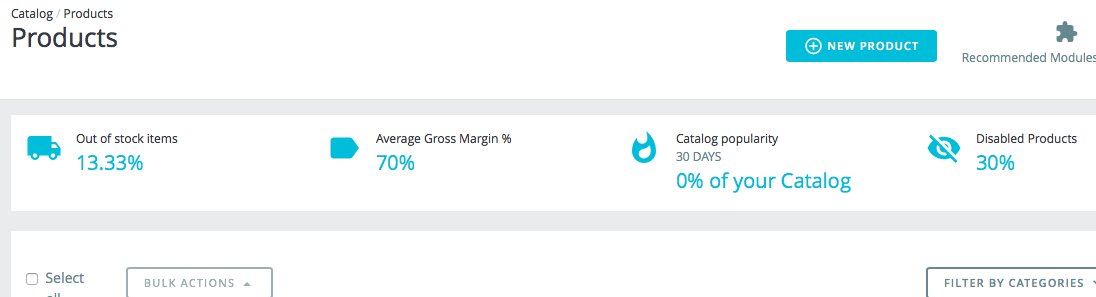 Catalog / Products
Products
NEW PRODUCT
Recommended Modules
Out of stock items
13.33%
Average Gross Margin %
70%
Catalog popularity
30 DAYS
0% of your Catalog
Disabled Products
30%
Select
all
BULK ACTIONS
FILTER BY CATEGORIES